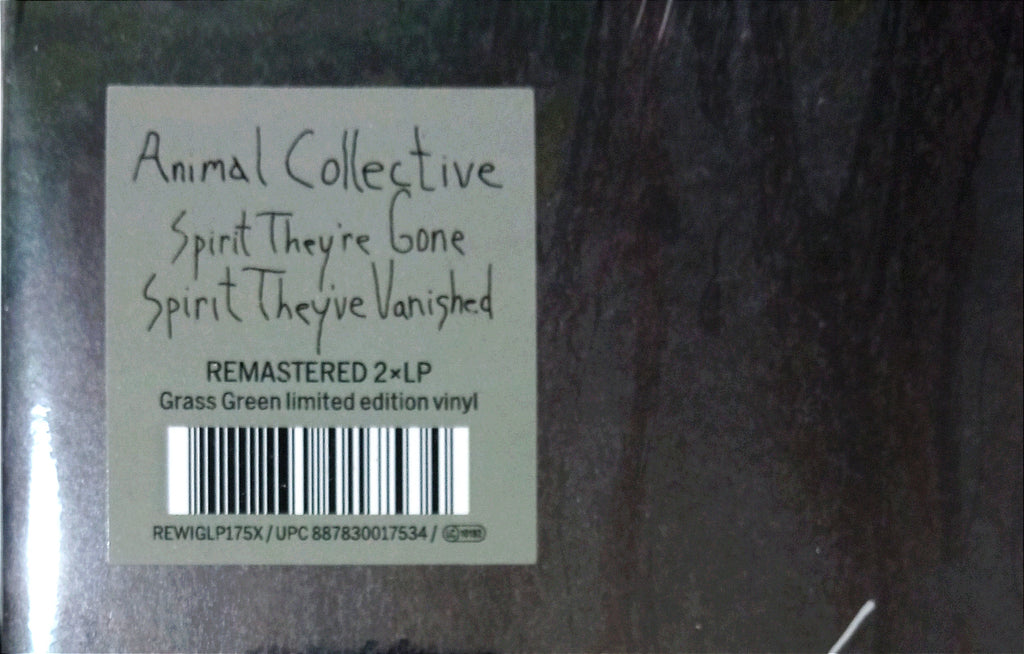 Animal Collective
Spirit They're Gone
Spirit They've Vanished
REMASTERED 2×LP
Grass Green limited edition vinyl
REWIGLP175X / UPC 887830017534 / LC